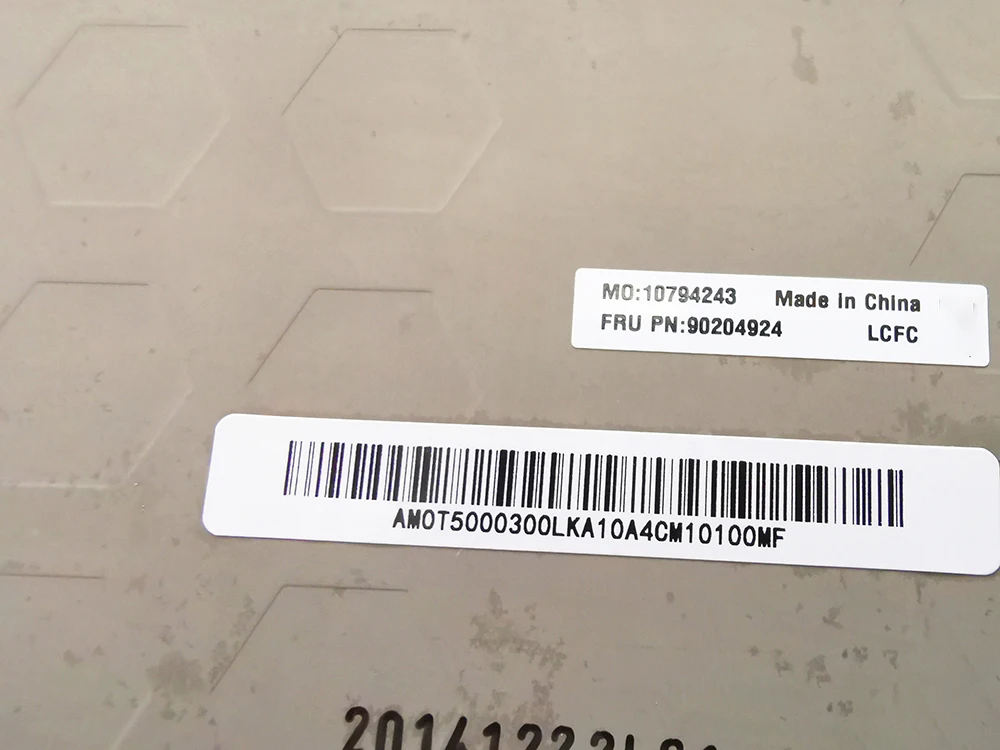 MO:10794243 Made in China
FRU PN:90204924 LCFC
AM0T5000300LKA10A4CM10100MF